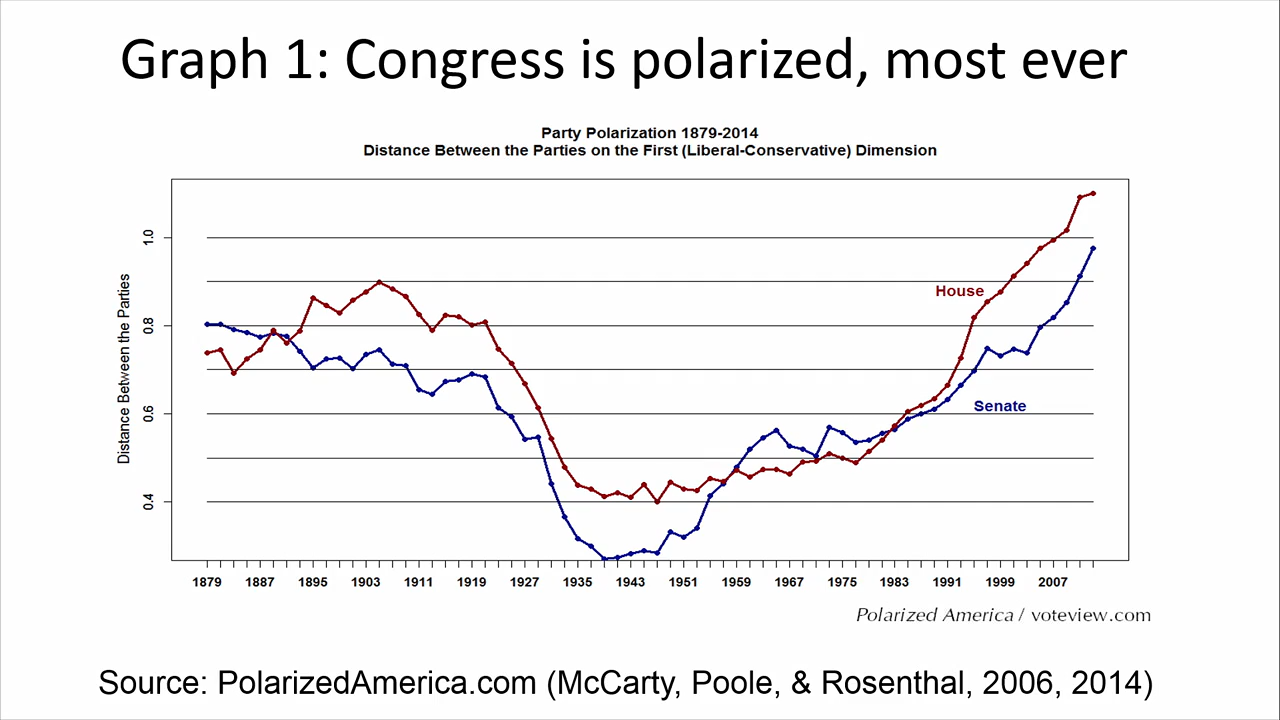 Graph 1: Congress is polarized, most ever
Party Polarization 1879-2014
Distance Between the Parties on the First (Liberal-Conservative) Dimension
Distance Between the Parties
1.0
0.8
0.6
0.4
House
Senate
1879 1887 1895 1903 1911 1919 1927 1935 1943 1951 1959 1967 1975 1983 1991 1999 2007
Polarized America / voteview.com
Source: PolarizedAmerica.com (McCarty, Poole, & Rosenthal, 2006, 2014)